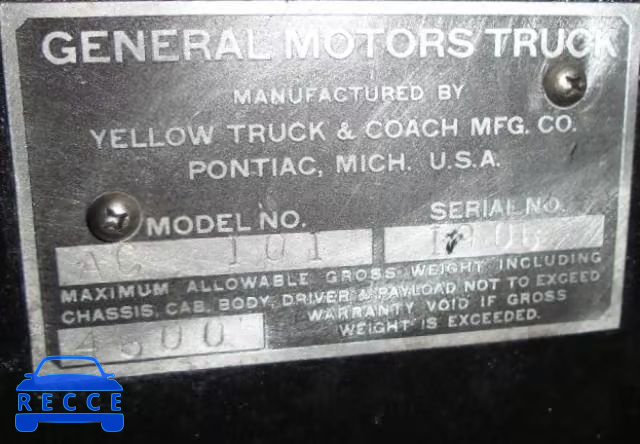 GENERAL MOTORS TRUCK
MANUFACTURED BY
YELLOW TRUCK & COACH MFG. CO.
PONTIAC, MICH. U.S.A.
MODEL NO. SERIAL NO.
AC 101
MAXIMUM ALLOWABLE GROSS WEIGHT, INCLUDING
CHASSIS, CAB, BODY, DRIVER & PAYLOAD NOT TO EXCEED
4600 WARRANTY VOID IF GROSS
WEIGHT IS EXCEEDED.
RECCE